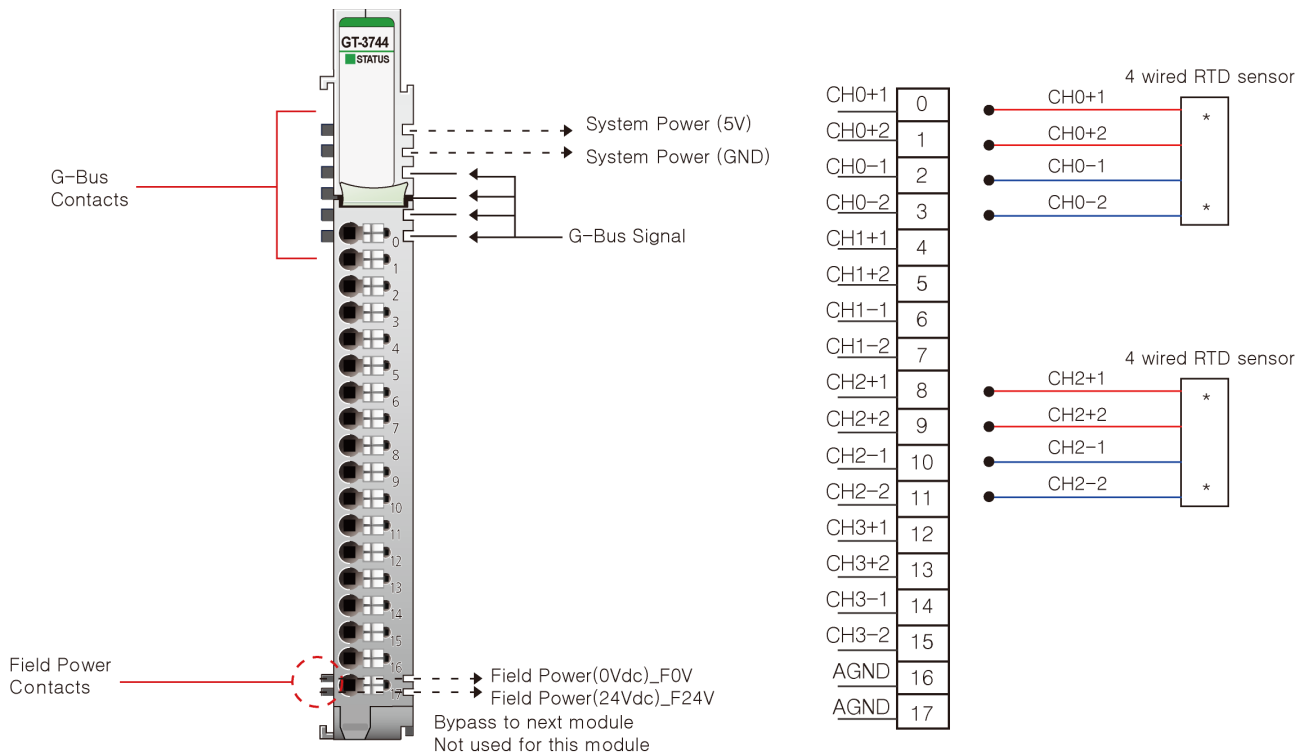 GT-3744
STATUS
System Power (5V)
System Power (GND)
G-Bus
Contacts
G-Bus Signal
0
1
2
3
4
5
6
7
8
9
10
11
12
13
14
15
16
17
Field Power
Contacts
Field Power(0Vdc)_F0V
Field Power(24Vdc)_F24V
Bypass to next module
Not used for this module
CH0+1 0
CH0+2 1
CH0-1 2
CH0-2 3
CH1+1 4
CH1+2 5
CH1-1 6
CH1-2 7
CH2+1 8
CH2+2 9
CH2-1 10
CH2-2 11
CH3+1 12
CH3+2 13
CH3-1 14
CH3-2 15
AGND 16
AGND 17
4 wired RTD sensor
CH0+1 *
CH0+2
CH0-1
CH0-2 *
4 wired RTD sensor
CH2+1 *
CH2+2
CH2-1
CH2-2 *